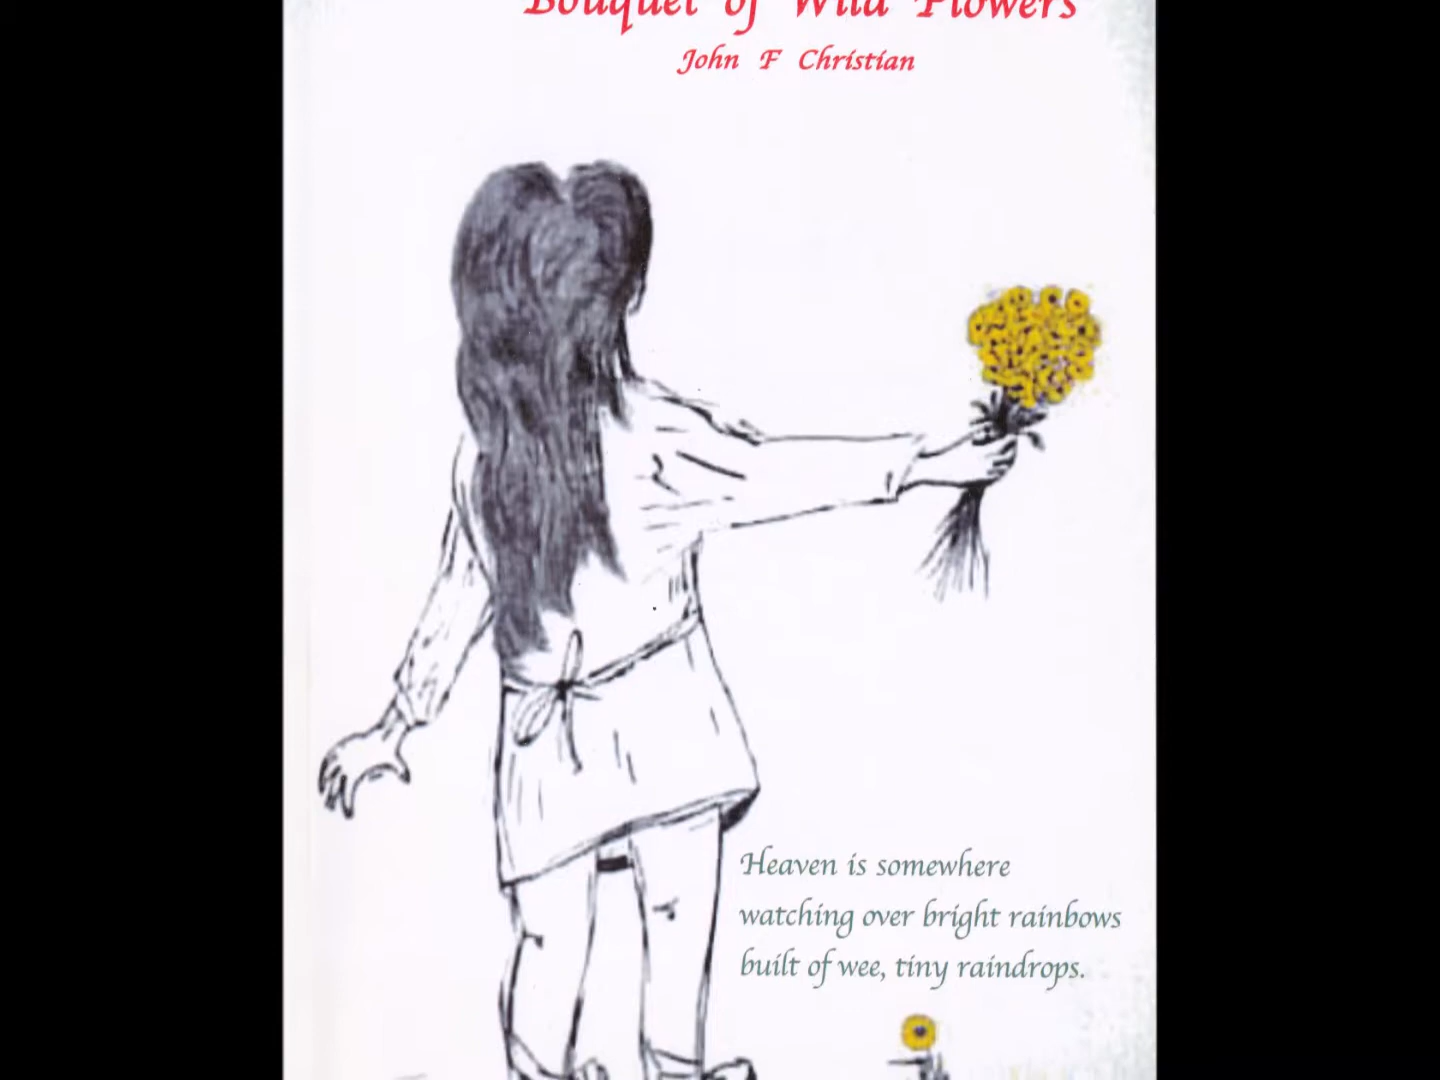 Bouquet of Wild Flowers
John F Christian
Heaven is somewhere
watching over bright rainbows
built of wee, tiny raindrops.